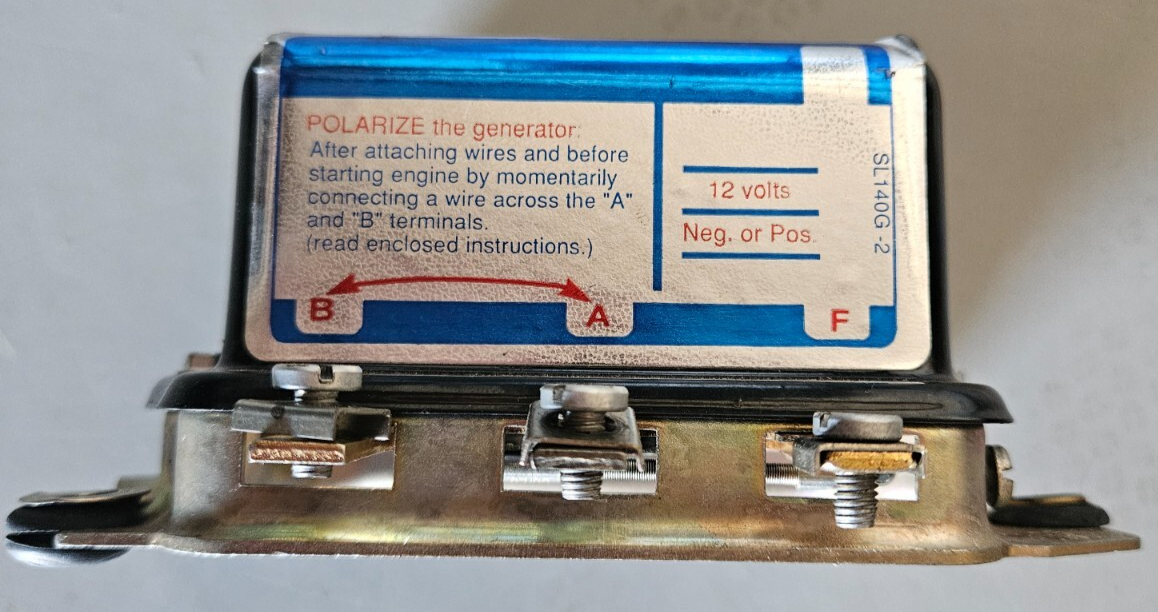 POLARIZE the generator:
After attaching wires and before
starting engine by momentarily
connecting a wire across the "A"
and "B" terminals.
(read enclosed instructions.)
12 volts
Neg. or Pos.
SL140G-2
B
A
F